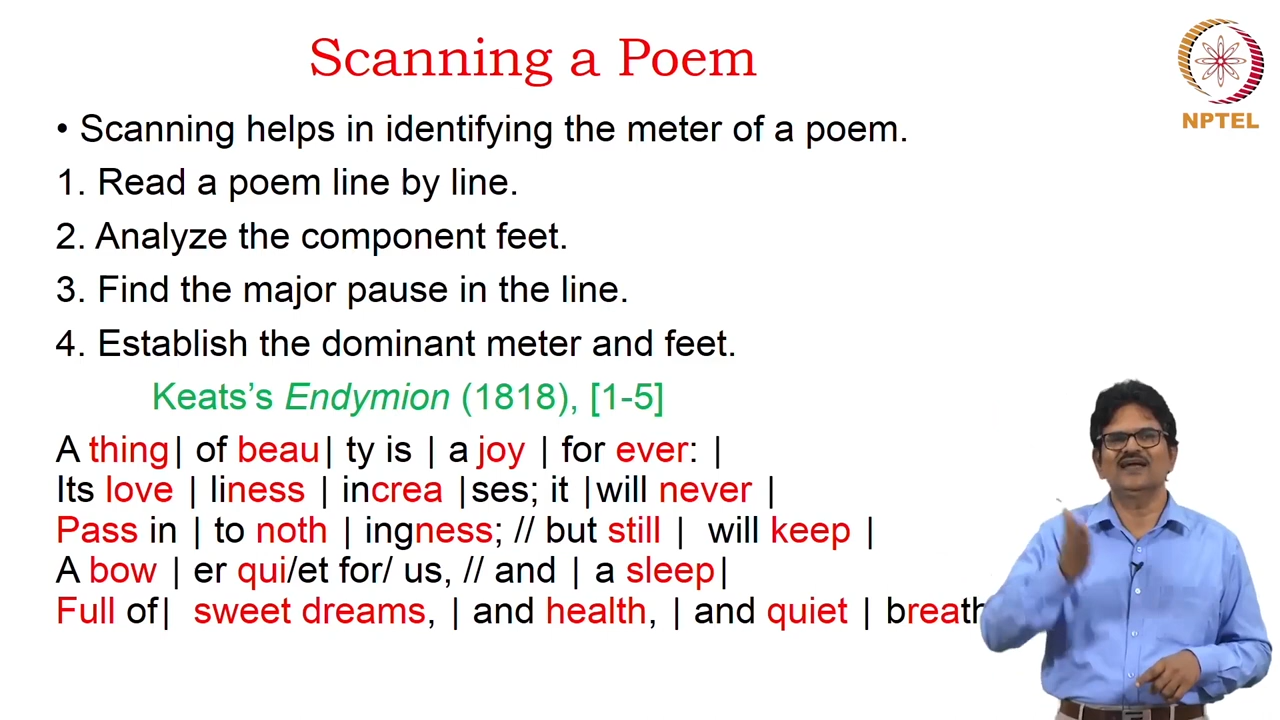 Scanning a Poem
NPTEL
• Scanning helps in identifying the meter of a poem.
1. Read a poem line by line.
2. Analyze the component feet.
3. Find the major pause in the line.
4. Establish the dominant meter and feet.
Keats's Endymion (1818), [1-5]
A thing| of beau| ty is | a joy | for ever: |
Its love | liness | increa |ses; it |will never |
Pass in | to noth | ingness; // but still | will keep |
A bow | er qui/et for/ us, // and | a sleep|
Full of| sweet dreams, | and health, | and quiet |